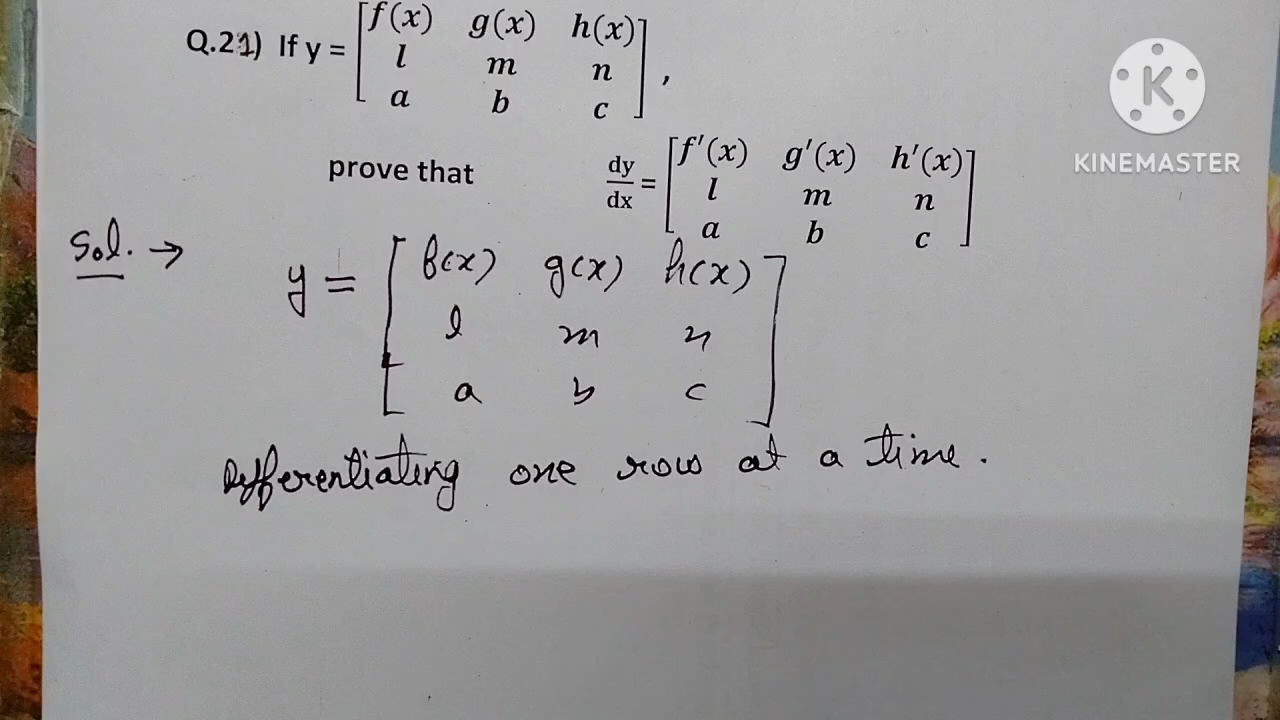 Q.21) If y = [f(x) g(x) h(x)]
l m n ,
a b c
prove that dy/dx = [f'(x) g'(x) h'(x)]
l m n
a b c
Sol. →
y = [f(x) g(x) h(x)]
l m n
a b c
Differentiating one row at a time.
K
KINEMASTER